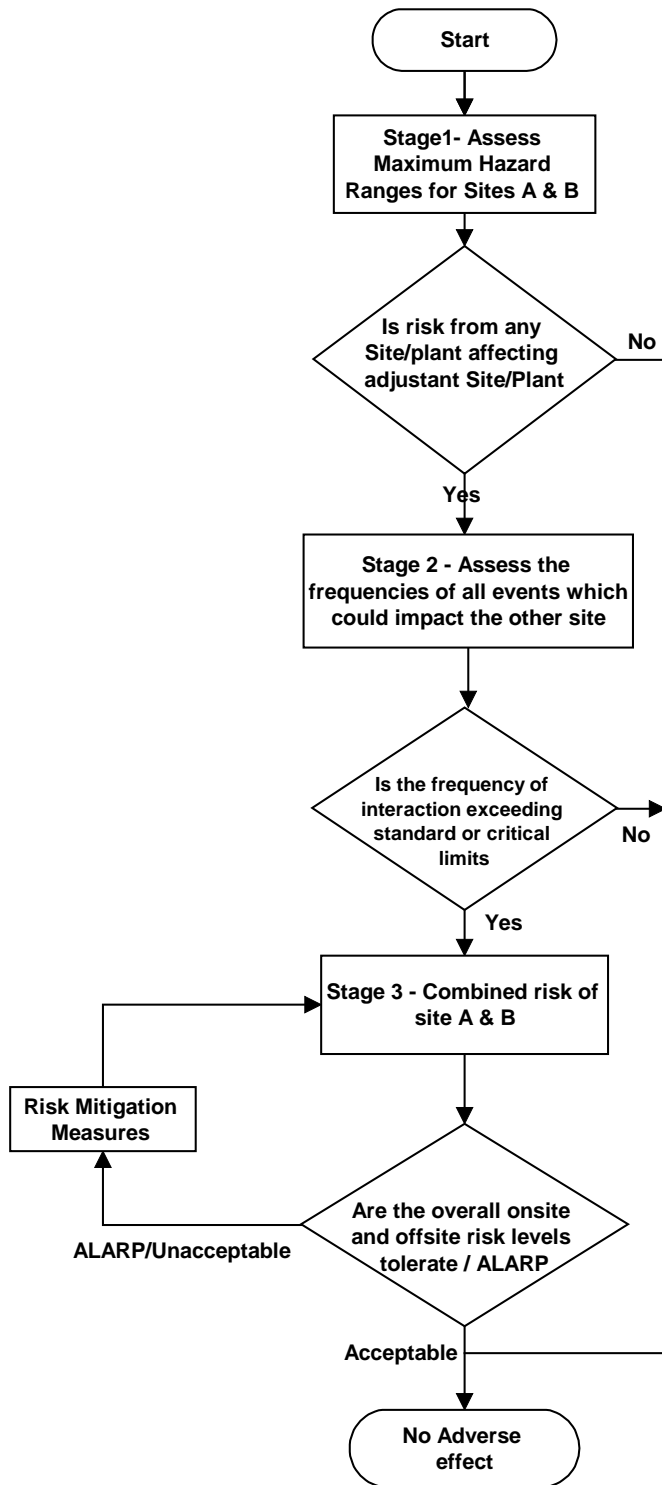 Start
Stage1- Assess
Maximum Hazard
Ranges for Sites A & B
Is risk from any
Site/plant affecting
adjustant Site/Plant
No
Yes
Stage 2 - Assess the
frequencies of all events which
could impact the other site
Is the frequency of
interaction exceeding
standard or critical
limits
No
Yes
Stage 3 - Combined risk of
site A & B
Risk Mitigation
Measures
Are the overall onsite
and offsite risk levels
tolerate / ALARP
ALARP/Unacceptable
Acceptable
No Adverse
effect